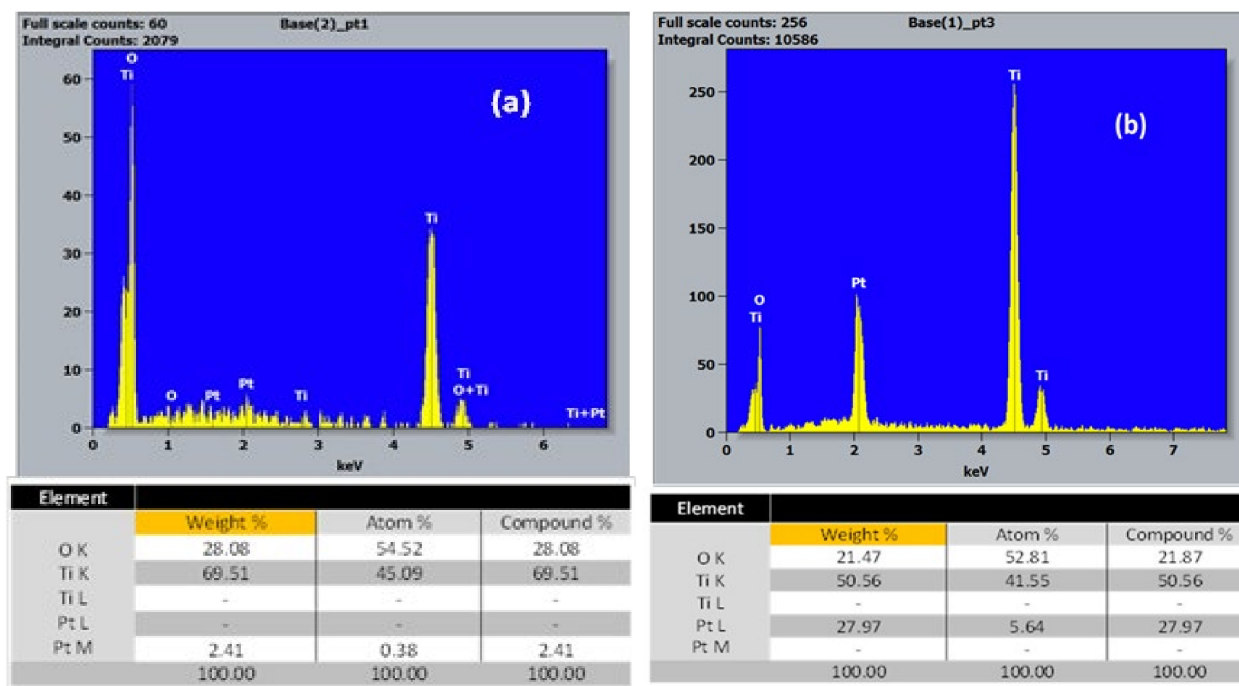 Full scale counts: 60 Base(2)_pt1
Integral Counts: 2079
O
Ti
(a)
60
50
40
30
20
10
0
Ti
Ti
O+Ti
O
Pt
Pt
Ti
Ti+Pt
0 1 2 3 4 5 6
keV
Element
Weight % Atom % Compound %
O K 28.08 54.52 28.08
Ti K 69.51 45.09 69.51
Ti L - - -
Pt L - - -
Pt M 2.41 0.38 2.41
100.00 100.00 100.00
Full scale counts: 256 Base(1)_pt3
Integral Counts: 10586
Ti
(b)
250
200
150
100
50
0
Pt
O
Ti
Ti
0 1 2 3 4 5 6 7
keV
Element
Weight % Atom % Compound %
O K 21.47 52.81 21.87
Ti K 50.56 41.55 50.56
Ti L - - -
Pt L 27.97 5.64 27.97
Pt M - - -
100.00 100.00 100.00